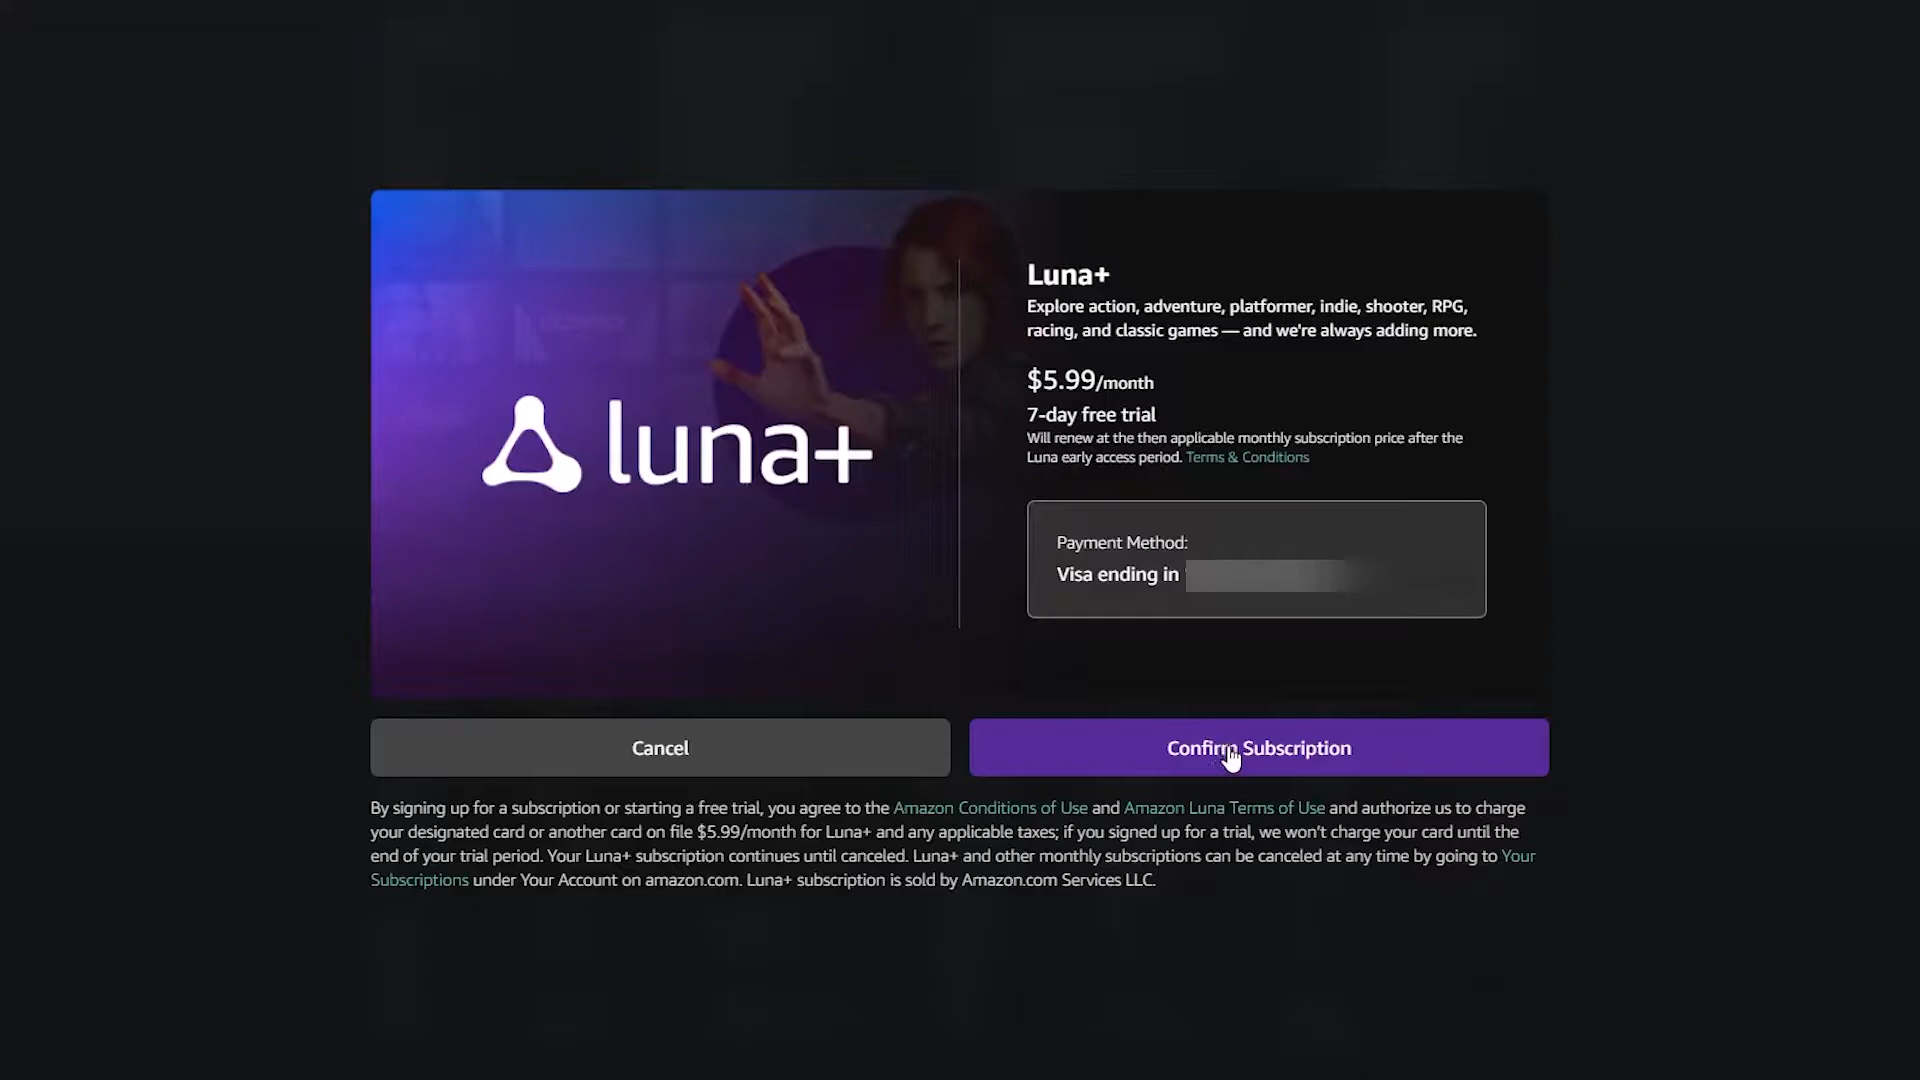 luna+
Luna+
Explore action, adventure, platformer, indie, shooter, RPG,
racing, and classic games — and we're always adding more.
$5.99/month
7-day free trial
Will renew at the then applicable monthly subscription price after the
Luna early access period. Terms & Conditions
Payment Method:
Visa ending in
Cancel
Confirm Subscription
By signing up for a subscription or starting a free trial, you agree to the Amazon Conditions of Use and Amazon Luna Terms of Use and authorize us to charge
your designated card or another card on file $5.99/month for Luna+ and any applicable taxes; if you signed up for a trial, we won't charge your card until the
end of your trial period. Your Luna+ subscription continues until canceled. Luna+ and other monthly subscriptions can be canceled at any time by going to Your
Subscriptions under Your Account on amazon.com. Luna+ subscription is sold by Amazon.com Services LLC.